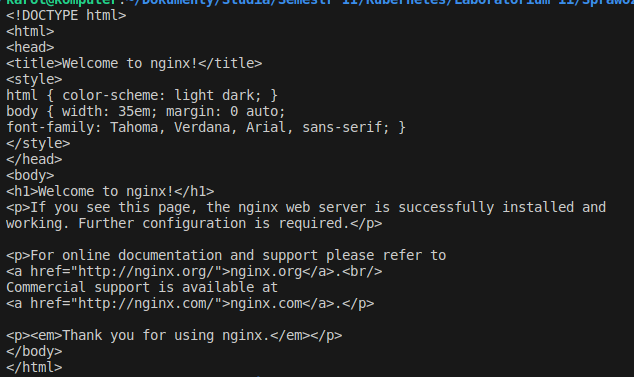 karol@komputer:~/Dokumenty/Studia/Semestr II/Kubernetes/Laboratorium II/
<!DOCTYPE html>
<html>
<head>
<title>Welcome to nginx!</title>
<style>
html { color-scheme: light dark; }
body { width: 35em; margin: 0 auto;
font-family: Tahoma, Verdana, Arial, sans-serif; }
</style>
</head>
<body>
<h1>Welcome to nginx!</h1>
<p>If you see this page, the nginx web server is successfully installed and
working. Further configuration is required.</p>
<p>For online documentation and support please refer to
<a href="http://nginx.org/">nginx.org</a>.<br/>
Commercial support is available at
<a href="http://nginx.com/">nginx.com</a>.</p>
<p><em>Thank you for using nginx.</em></p>
</body>
</html>